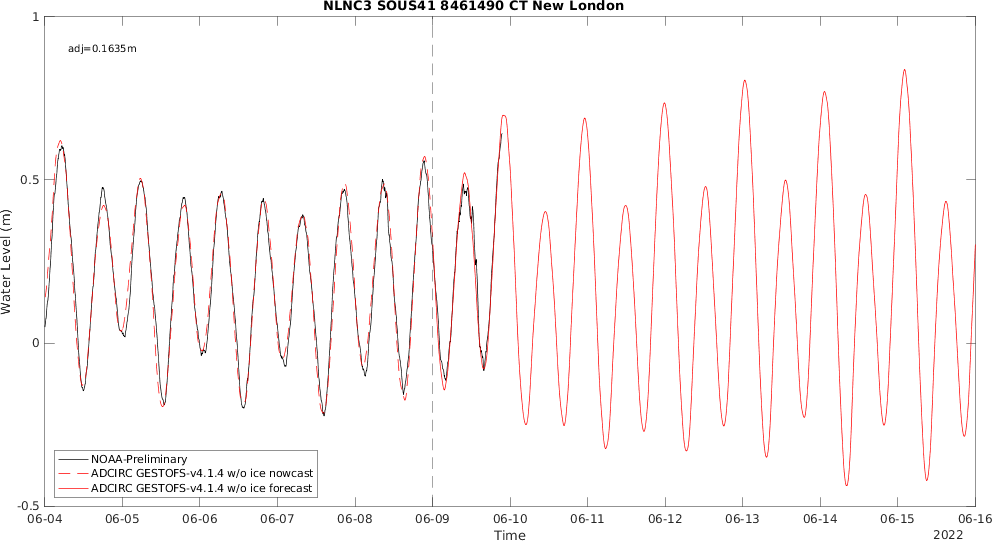 NLNC3 SOUS41 8461490 CT New London
adj=0.1635m
Water Level (m)
1
0.5
0
-0.5
NOAA-Preliminary
ADCIRC GESTOFS-v4.1.4 w/o ice nowcast
ADCIRC GESTOFS-v4.1.4 w/o ice forecast
06-04 06-05 06-06 06-07 06-08 06-09 06-10 06-11 06-12 06-13 06-14 06-15 06-16
Time
2022